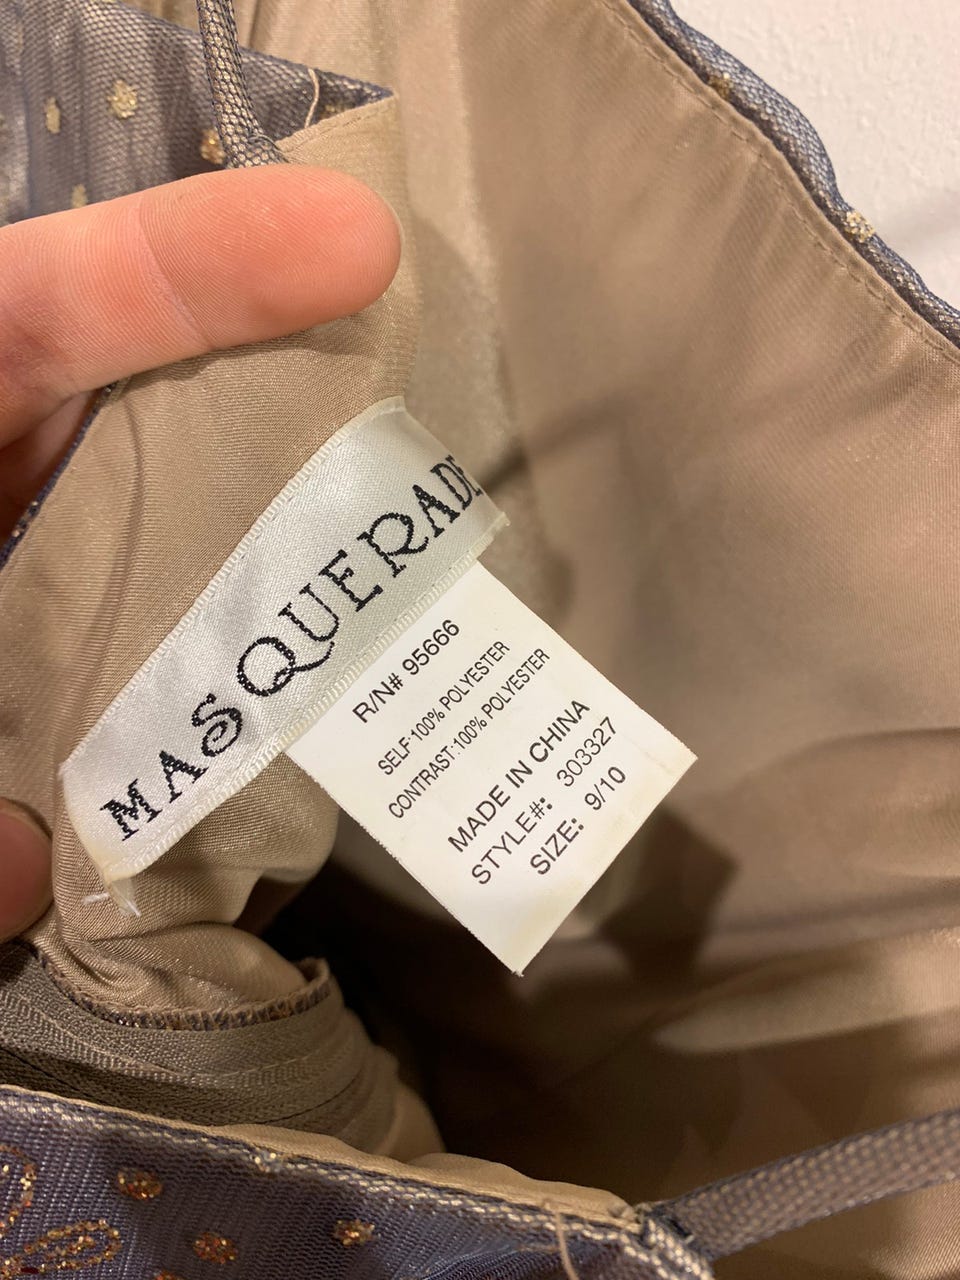 MASQUERADE
R/N# 95666
SELF:100% POLYESTER
CONTRAST:100% POLYESTER
MADE IN CHINA
STYLE#: 303327
SIZE: 9/10